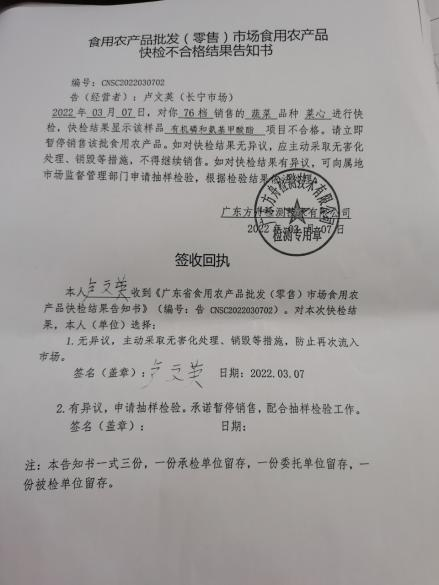 食用农产品批发（零售）市场食用农产品
快检不合格结果告知书
编号：CNSC2022030702
告（经营者）：卢文英（长宁市场）
2022 年 03 月 07 日，对你 76 档 销售的 蔬菜 品种 菜心 进行快
检，快检结果显示该样品 有机磷和氨基甲酸酯 项目不合格。请立即
暂停销售该批食用农产品。如对快检结果无异议，应主动采取无害化
处理、销毁等措施，不得继续销售。如对快检结果有异议，可向属地
市场监督管理部门申请抽样检验，根据检验结果
广东方舟检测技术有限公司
2022 年 03 月 07 日
检测专用章
签收回执
本人 卢文英 收到《广东省食用农产品批发（零售）市场食用农
产品快检结果告知书》（编号：告 CNSC2022030702）。对本次快检结
果，本人（单位）选择：
1.无异议，主动采取无害化处理、销毁等措施，防止再次流入
市场。
签名（盖章）：卢文英 日期：2022.03.07
2.有异议，申请抽样检验。承诺暂停销售，配合抽样检验工作。
签名（盖章）： 日期：
注：本告知书一式三份，一份承检单位留存，一份委托单位留存，一
份被检单位留存。